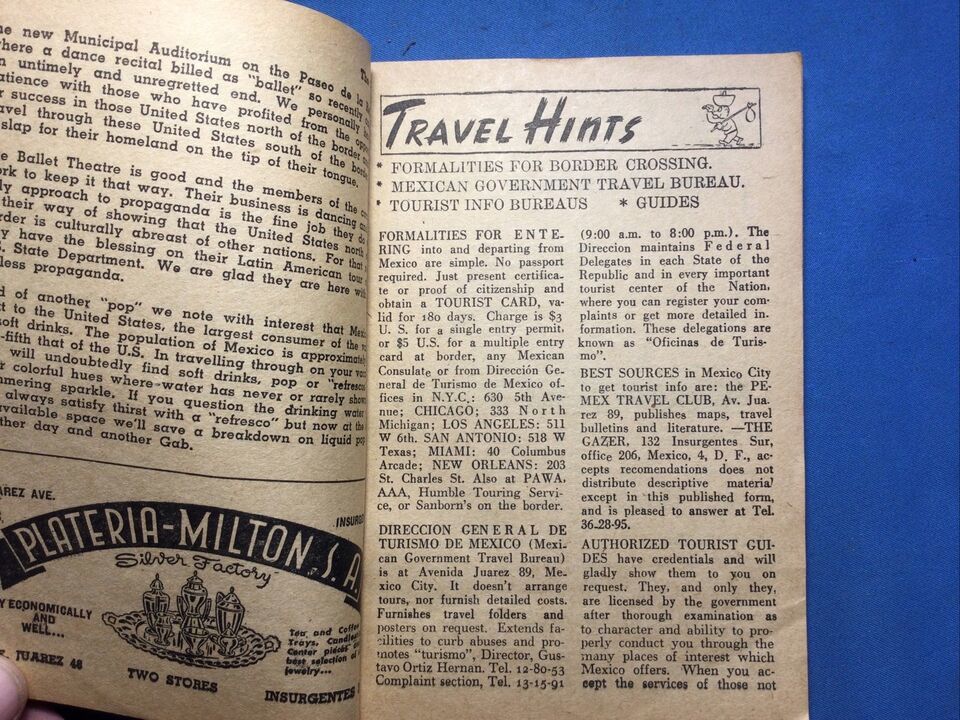 he new Municipal Auditorium on the Paseo de la
where a dance recital billed as "ballet" so recently
n untimely and unregretted end. We personally
patience with those who have profited from the
r success in those United States north of the border
avel through these United States south of the
slap for their homeland on the tip of their tongue.
e Ballet Theatre is good and the members of the
ork to keep it that way. Their business is dancing
ly approach to propaganda is the fine job they do
their way of showing that the United States north
rder is culturally abreast of other nations. For that
y have the blessing on their Latin American tour
S. State Department. We are glad they are here
less propaganda.
d of another "pop" we note with interest that
t to the United States, the largest consumer of the
soft drinks. The population of Mexico is approximately
-fifth that of the U.S. In travelling through on your
will undoubtedly find soft drinks, pop or "refresco
r colorful hues where water has never or rarely
mmering sparkle. If you question the drinking water
always satisfy thirst with a "refresco" but now at the
available space we'll save a breakdown on liquid pop
other day and another Gab.
AREZ AVE.
INSURG
PLATERIA-MILTON, S. A.
Silver Factory
Y ECONOMICALLY
AND
WELL...
Tea and Coffee
Trays, Candle
Center pieces
best selection
jewelry...
. JUAREZ 48
TWO STORES
INSURGENTES
TRAVEL HINTS
* FORMALITIES FOR BORDER CROSSING.
* MEXICAN GOVERNMENT TRAVEL BUREAU.
* TOURIST INFO BUREAUS * GUIDES
FORMALITIES FOR ENTE-
RING into and departing from
Mexico are simple. No passport
required. Just present certifica-
te or proof of citizenship and
obtain a TOURIST CARD, va-
lid for 180 days. Charge is $3
U. S. for a single entry permit,
or $5 U.S. for a multiple entry
card at border, any Mexican
Consulate or from Dirección Ge-
neral de Turismo de Mexico of-
fices in N.Y.C.: 630 5th Ave-
nue; CHICAGO; 333 North
Michigan; LOS ANGELES: 511
W 6th. SAN ANTONIO: 518 W
Texas; MIAMI: 40 Columbus
Arcade; NEW ORLEANS: 203
St. Charles St. Also at PAWA,
AAA, Humble Touring Servi-
ce, or Sanborn's on the border.
DIRECCION GENERAL DE
TURISMO DE MEXICO (Mexi-
can Government Travel Bureau)
is at Avenida Juarez 89, Me-
xico City. It doesn't arrange
tours, nor furnish detailed costs.
Furnishes travel folders and
posters on request. Extends fa-
cilities to curb abuses and pro-
motes "turismo", Director, Gus-
tavo Ortiz Hernan. Tel. 12-80-53
Complaint section, Tel. 13-15-91
(9:00 a.m. to 8:00 p.m.). The
Direccion maintains Federal
Delegates in each State of the
Republic and in every important
tourist center of the Nation,
where you can register your com-
plaints or get more detailed in-
formation. These delegations are
known as "Oficinas de Turis-
mo".
BEST SOURCES in Mexico City
to get tourist info are: the PE-
MEX TRAVEL CLUB, Av. Jua-
rez 89, publishes maps, travel
bulletins and literature. —THE
GAZER, 132 Insurgentes Sur,
office 206, Mexico, 4, D. F., ac-
cepts recomendations does not
distribute descriptive material
except in this published form,
and is pleased to answer at Tel.
36-28-95.
AUTHORIZED TOURIST GUI-
DES have credentials and will
gladly show them to you on
request. They, and only they,
are licensed by the government
after thorough examination as
to character and ability to pro-
perly conduct you through the
many places of interest which
Mexico offers. When you ac-
cept the services of those not